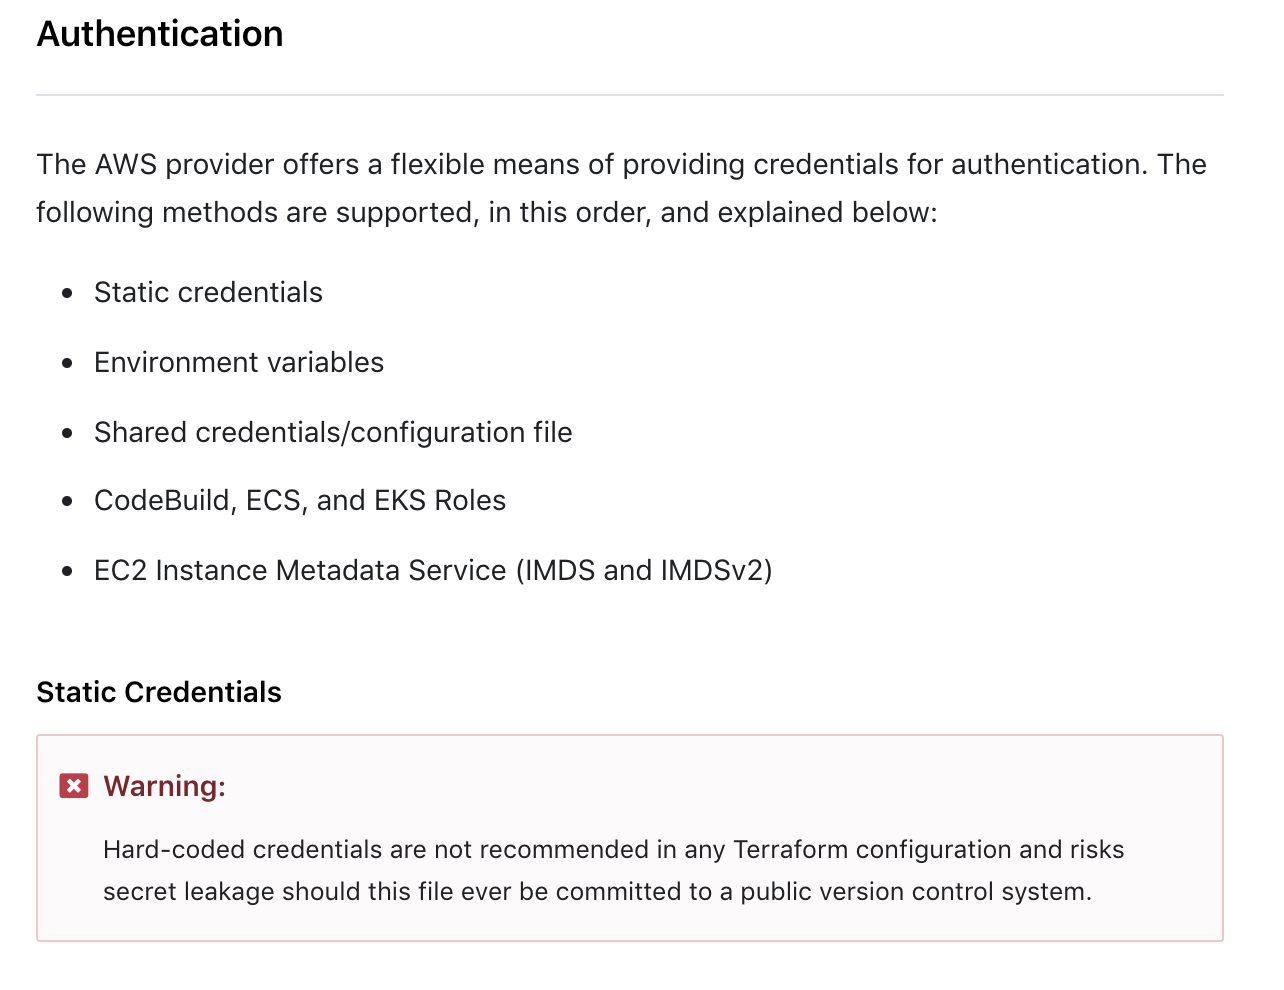 Authentication
The AWS provider offers a flexible means of providing credentials for authentication. The
following methods are supported, in this order, and explained below:
• Static credentials
• Environment variables
• Shared credentials/configuration file
• CodeBuild, ECS, and EKS Roles
• EC2 Instance Metadata Service (IMDS and IMDSv2)
Static Credentials
Warning:
Hard-coded credentials are not recommended in any Terraform configuration and risks
secret leakage should this file ever be committed to a public version control system.